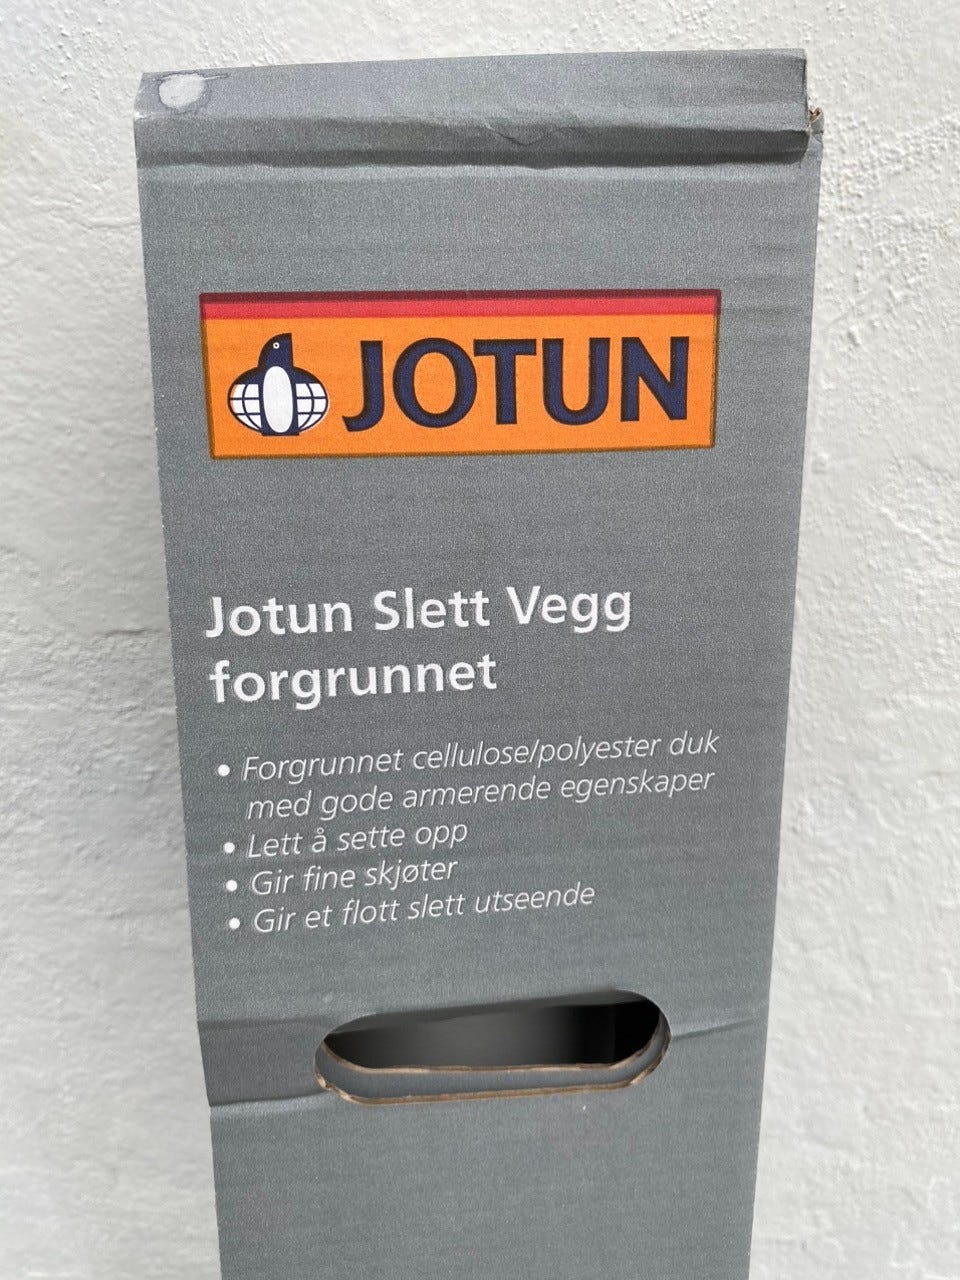 JOTUN
Jotun Slett Vegg
forgrunnet
• Forgrunnet cellulose/polyester duk
med gode armerende egenskaper
• Lett å sette opp
• Gir fine skjøter
• Gir et flott slett utseende